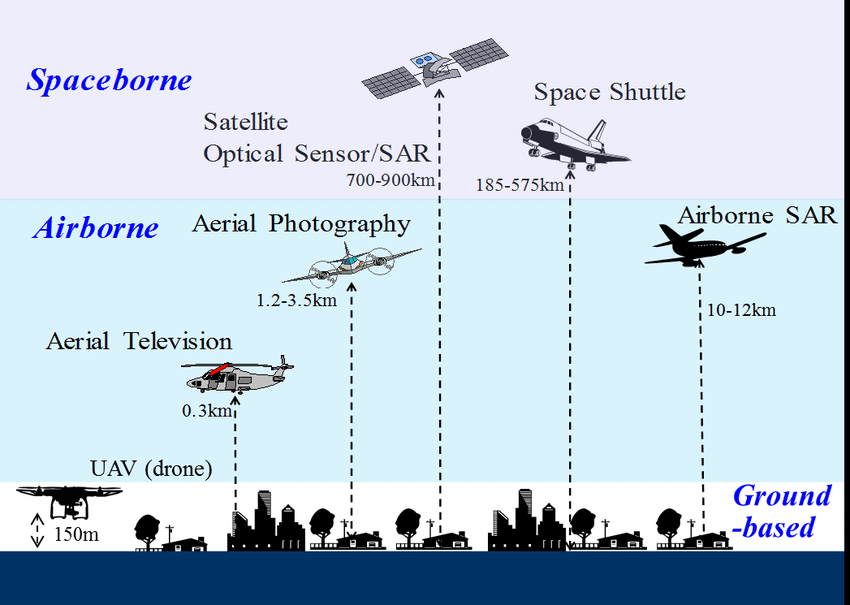 Spaceborne
Space Shuttle
Satellite
Optical Sensor/SAR
700-900km
185-575km
Airborne
Aerial Photography
Airborne SAR
1.2-3.5km
10-12km
Aerial Television
0.3km
UAV (drone)
Ground
-based
150m